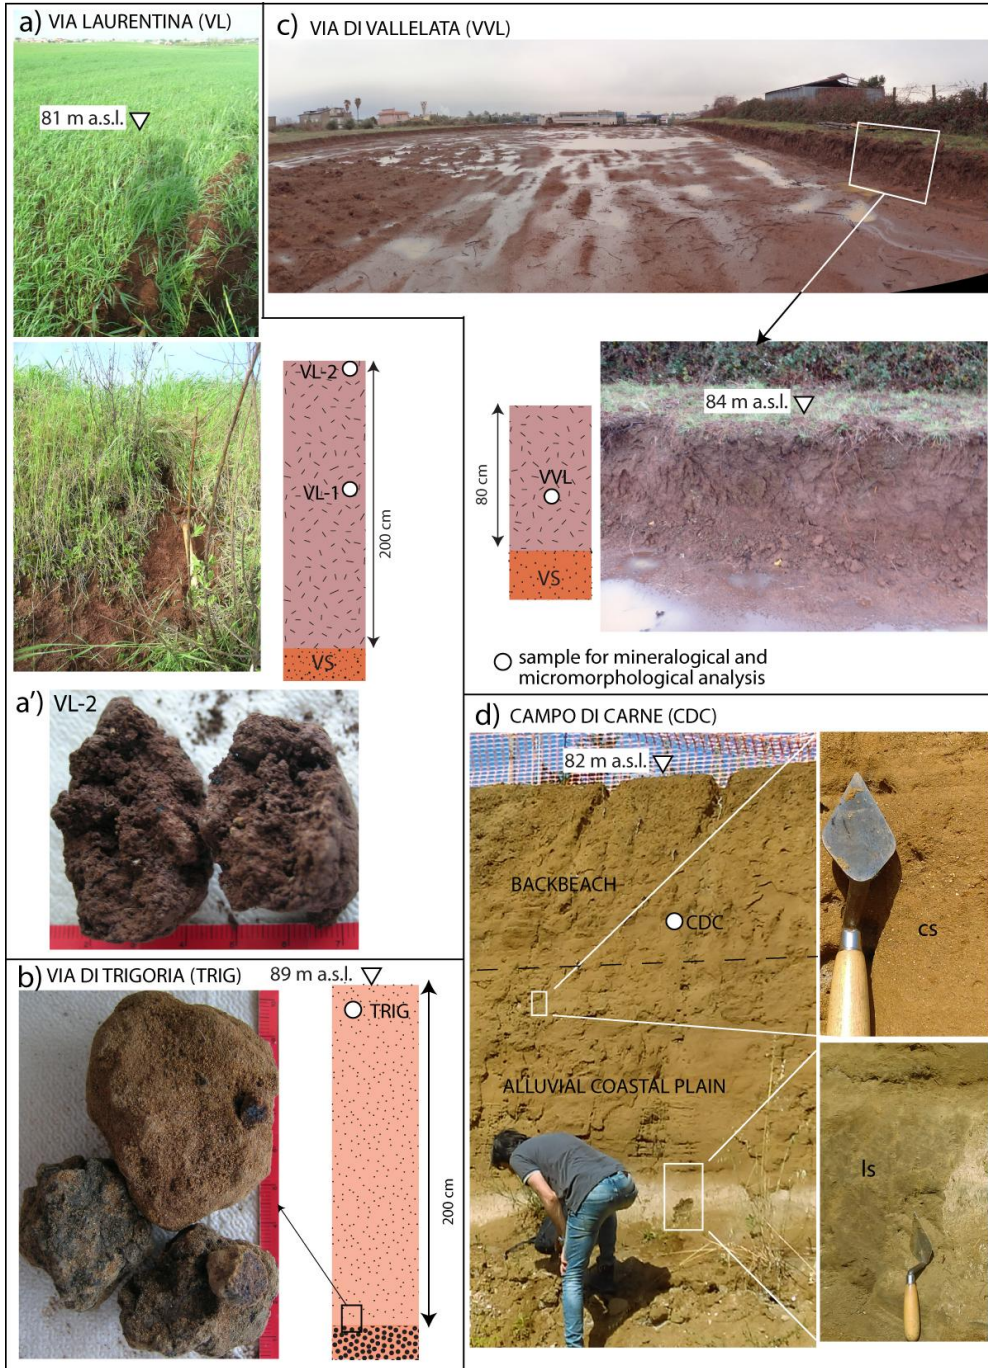 a) VIA LAURENTINA (VL)
81 m a.s.l.
VL-2
VL-1
200 cm
VS
a') VL-2
b) VIA DI TRIGORIA (TRIG)
89 m a.s.l.
TRIG
200 cm
c) VIA DI VALLELATA (VVL)
84 m a.s.l.
80 cm
VVL
VS
sample for mineralogical and
micromorphological analysis
d) CAMPO DI CARNE (CDC)
82 m a.s.l.
BACKBEACH
CDC
ALLUVIAL COASTAL PLAIN
cs
ls